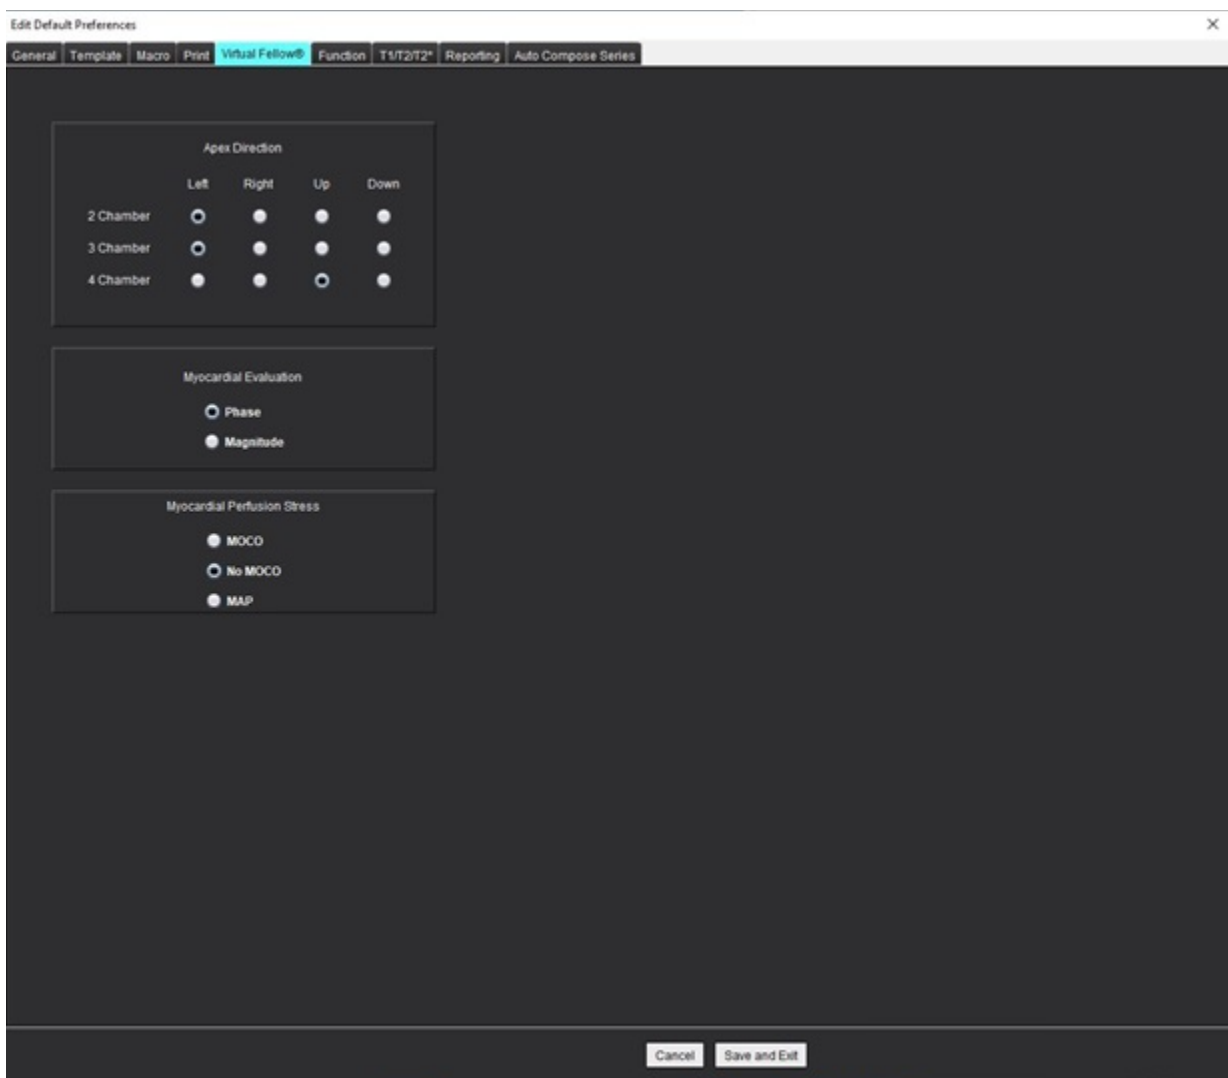 Edit Default Preferences
General Template Macro Print Virtual Fellow® Function T1/T2/T2* Reporting Auto Compose Series
Apex Direction
Left Right Up Down
2 Chamber
3 Chamber
4 Chamber
Myocardial Evaluation
Phase
Magnitude
Myocardial Perfusion Stress
MOCO
No MOCO
MAP
Cancel Save and Exit